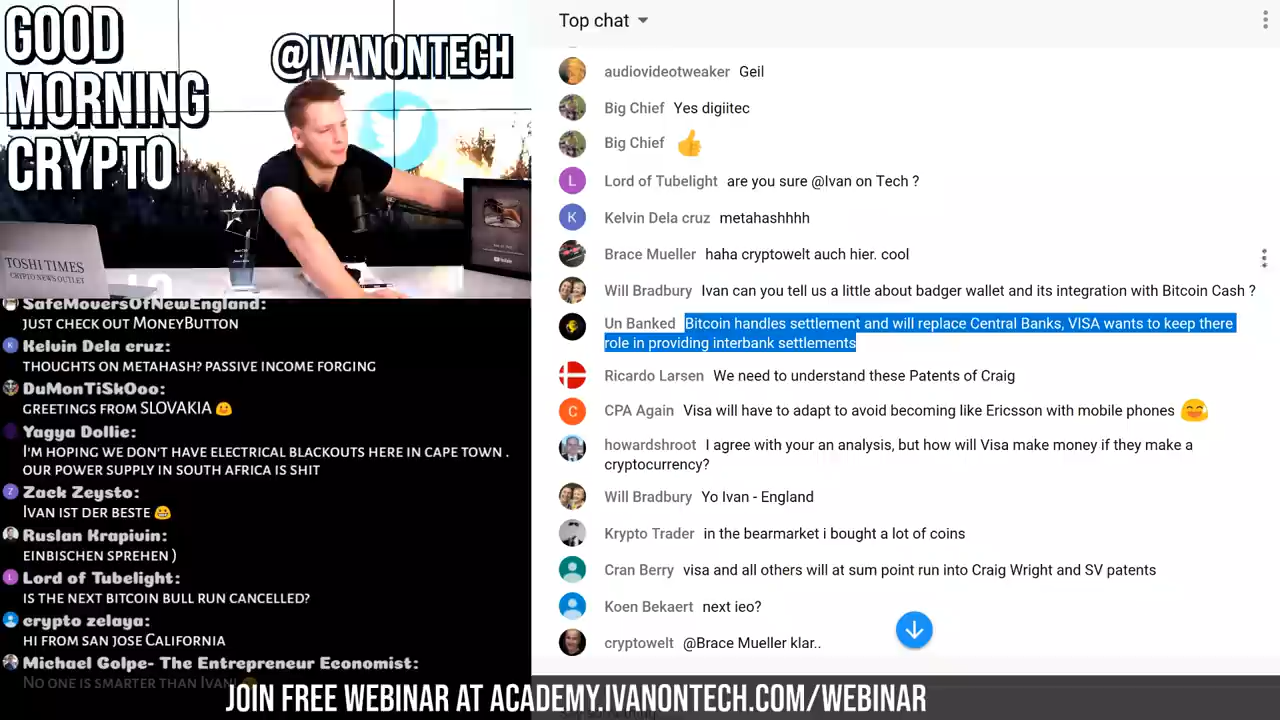 GOOD
MORNING
CRYPTO
@IVANONTECH
TOSHI TIMES
CRYPTO NEWS OUTLET
SafeMoversOfNewEngland:
JUST CHECK OUT MONEYBUTTON
Kelvin Dela cruz:
THOUGHTS ON METAHASH? PASSIVE INCOME FORGING
DuMonTiSkOoo:
GREETINGS FROM SLOVAKIA
Yagya Dollie:
I'M HOPING WE DON'T HAVE ELECTRICAL BLACKOUTS HERE IN CAPE TOWN .
OUR POWER SUPPLY IN SOUTH AFRICA IS SHIT
Zack Zeysto:
IVAN IST DER BESTE
Ruslan Krapivin:
EINBISCHEN SPREHEN )
Lord of Tubelight:
IS THE NEXT BITCOIN BULL RUN CANCELLED?
crypto zelaya:
HI FROM SAN JOSE CALIFORNIA
Michael Golpe- The Entrepreneur Economist:
NO ONE IS SMARTER THAN IVAN!
Top chat
audiovideotweaker Geil
Big Chief Yes digiitec
Big Chief 👍
L Lord of Tubelight are you sure @Ivan on Tech ?
K Kelvin Dela cruz metahashhhh
Brace Mueller haha cryptowelt auch hier. cool
Will Bradbury Ivan can you tell us a little about badger wallet and its integration with Bitcoin Cash ?
Un Banked Bitcoin handles settlement and will replace Central Banks, VISA wants to keep there
role in providing interbank settlements
Ricardo Larsen We need to understand these Patents of Craig
C CPA Again Visa will have to adapt to avoid becoming like Ericsson with mobile phones
howardshroot I agree with your an analysis, but how will Visa make money if they make a
cryptocurrency?
Will Bradbury Yo Ivan - England
Krypto Trader in the bearmarket i bought a lot of coins
Cran Berry visa and all others will at sum point run into Craig Wright and SV patents
Koen Bekaert next ieo?
cryptowelt @Brace Mueller klar..
JOIN FREE WEBINAR AT ACADEMY.IVANONTECH.COM/WEBINAR